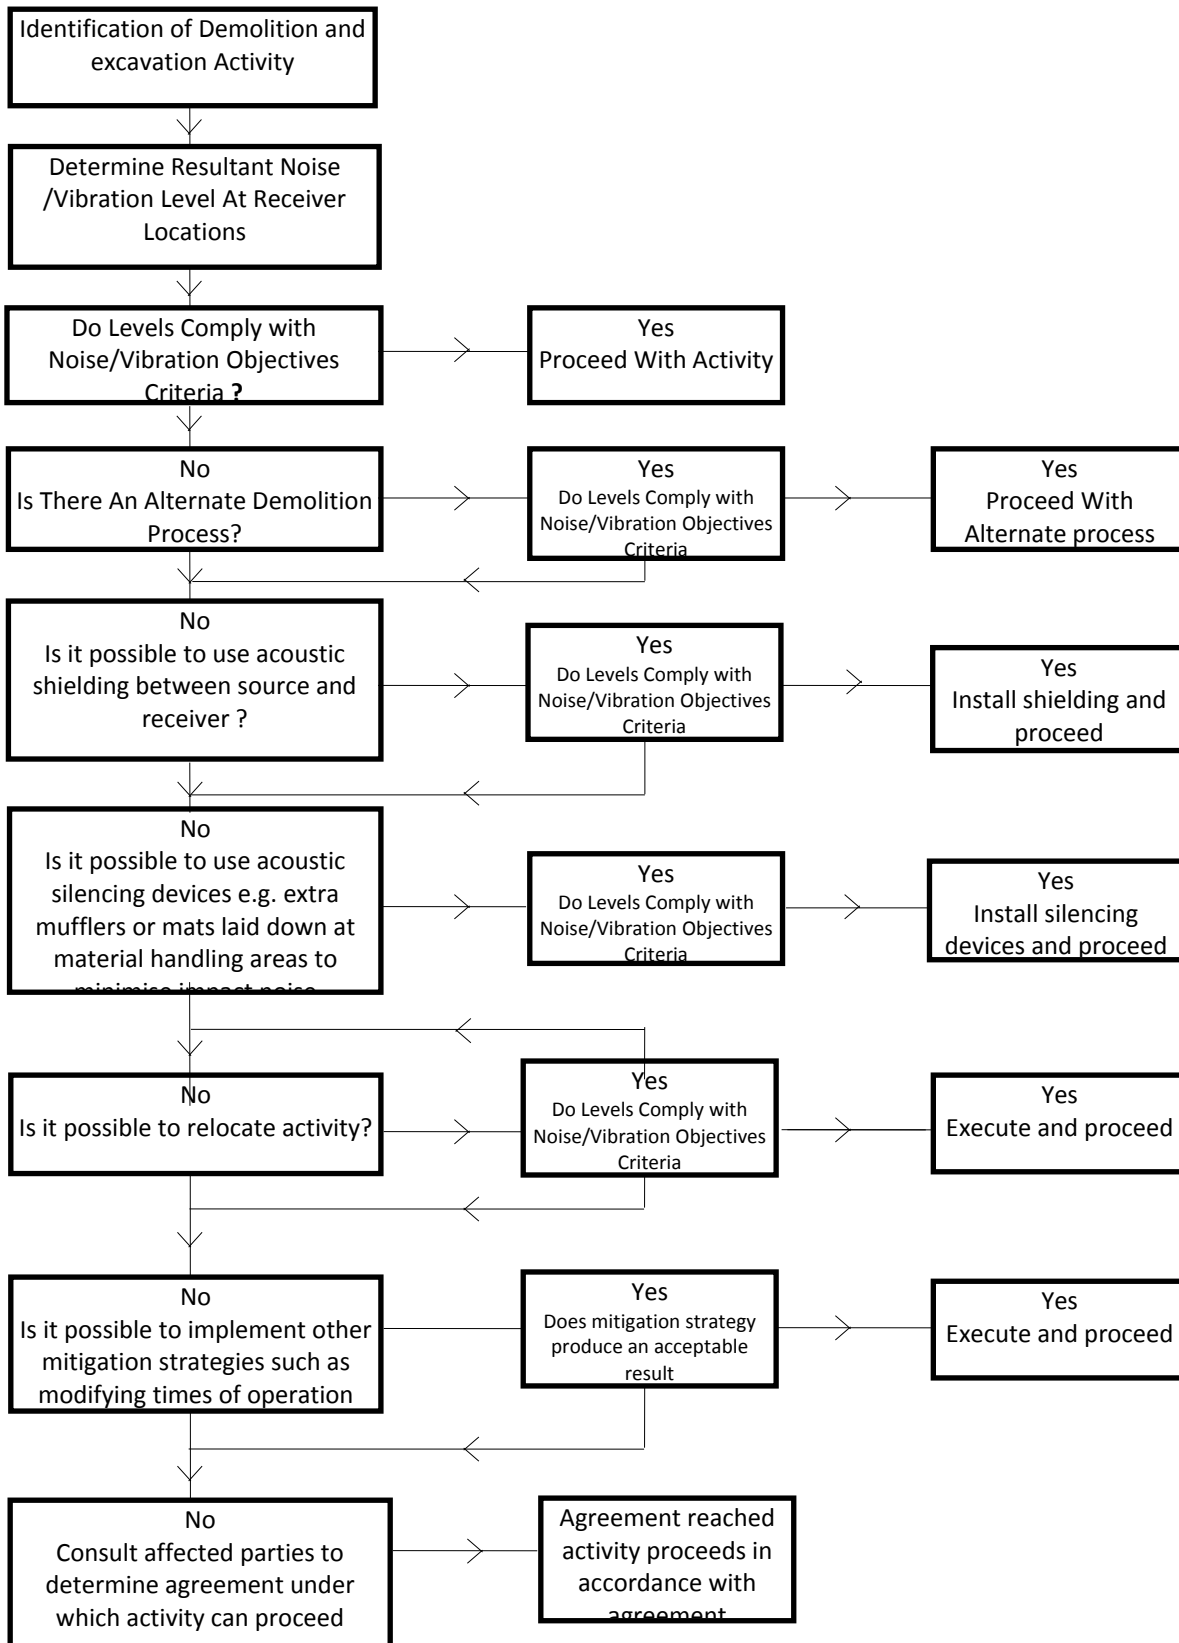 Identification of Demolition and
excavation Activity
Determine Resultant Noise
/Vibration Level At Receiver
Locations
Do Levels Comply with
Noise/Vibration Objectives
Criteria ?
Yes
Proceed With Activity
No
Is There An Alternate Demolition
Process?
Yes
Do Levels Comply with
Noise/Vibration Objectives
Criteria
Yes
Proceed With
Alternate process
No
Is it possible to use acoustic
shielding between source and
receiver ?
Yes
Do Levels Comply with
Noise/Vibration Objectives
Criteria
Yes
Install shielding and
proceed
No
Is it possible to use acoustic
silencing devices e.g. extra
mufflers or mats laid down at
material handling areas to
minimise impact noise
Yes
Do Levels Comply with
Noise/Vibration Objectives
Criteria
Yes
Install silencing
devices and proceed
No
Is it possible to relocate activity?
Yes
Do Levels Comply with
Noise/Vibration Objectives
Criteria
Yes
Execute and proceed
No
Is it possible to implement other
mitigation strategies such as
modifying times of operation
Yes
Does mitigation strategy
produce an acceptable
result
Yes
Execute and proceed
No
Consult affected parties to
determine agreement under
which activity can proceed
Agreement reached
activity proceeds in
accordance with
agreement